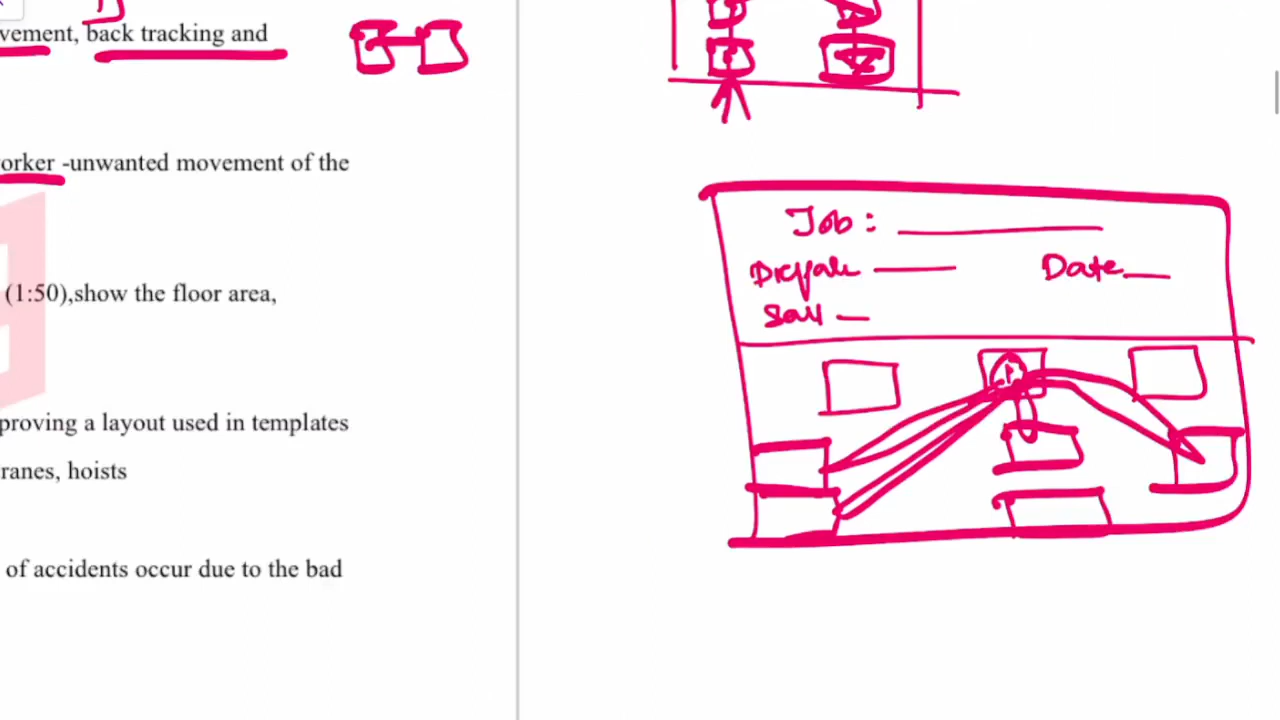 vement, back tracking and
orker -unwanted movement of the
(1:50),show the floor area,
proving a layout used in templates
ranes, hoists
of accidents occur due to the bad
Job :
Date